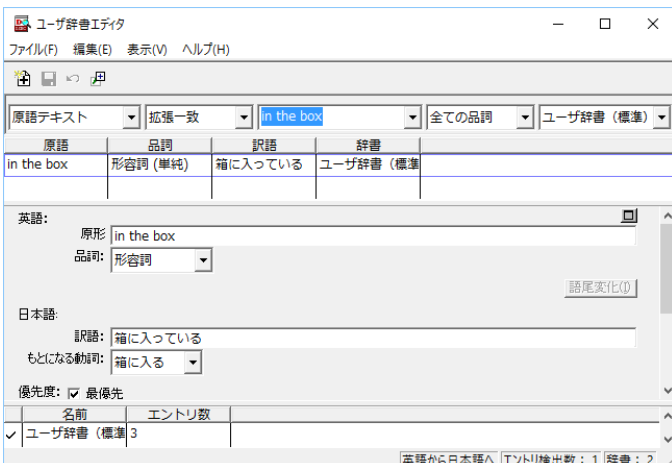 ユーザ辞書エディタ
ファイル(F) 編集(E) 表示(V) ヘルプ(H)
原語テキスト 拡張一致 in the box 全ての品詞 ユーザ辞書（標準）
原語 品詞 訳語 辞書
in the box 形容詞 (単純) 箱に入っている ユーザ辞書（標準
英語:
原形 in the box
品詞: 形容詞
語尾変化(I)
日本語:
訳語: 箱に入っている
もとになる動詞: 箱に入る
優先度: 最優先
名前 エントリ数
ユーザ辞書（標準 3
英語から日本語へ エントリ検出数： 1 辞書： 2